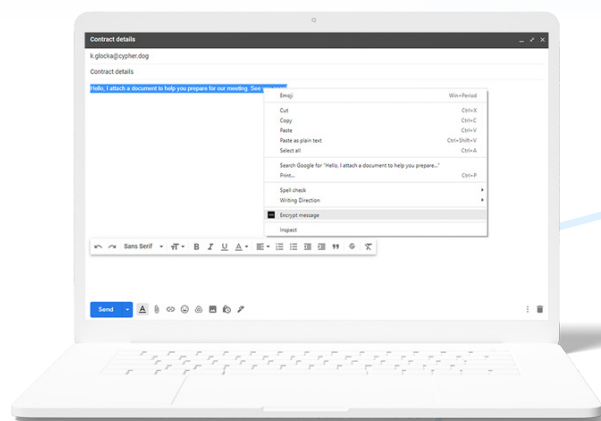 Contract details
k.glocka@cypher.dog
Contract details
Hello, I attach a document to help you prepare for our meeting. See
Emoji Win+Period
Cut Ctrl+X
Copy Ctrl+C
Paste Ctrl+V
Paste as plain text Ctrl+Shift+V
Select all Ctrl+A
Search Google for "Hello, I attach a document to help you prepare..."
Print... Ctrl+P
Spell check
Writing Direction
Encrypt message
Inspect
Sans Serif
Send